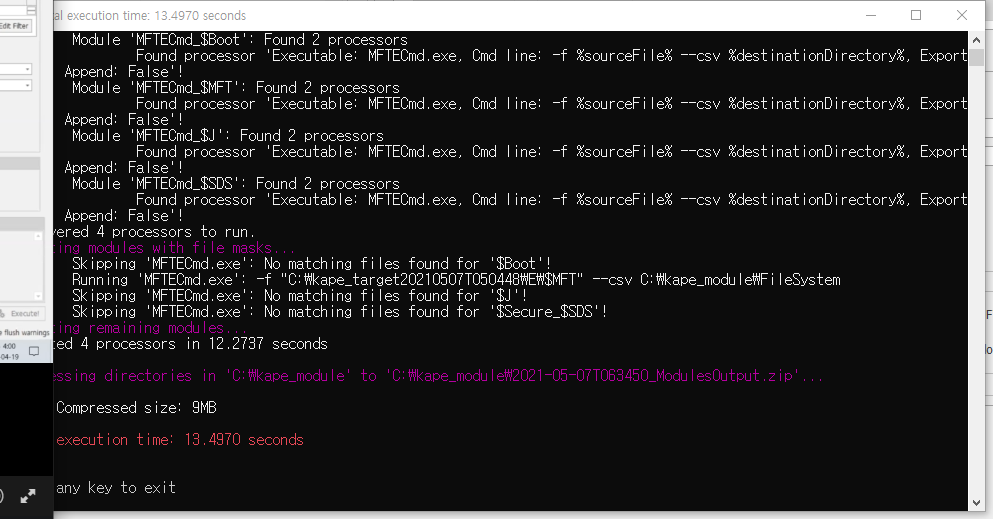 al execution time: 13.4970 seconds
Edit Filter
Module 'MFTECmd_$Boot': Found 2 processors
Found processor 'Executable: MFTECmd.exe, Cmd line: -f %sourceFile% --csv %destinationDirectory%, Export
Append: False'!
Module 'MFTECmd_$MFT': Found 2 processors
Found processor 'Executable: MFTECmd.exe, Cmd line: -f %sourceFile% --csv %destinationDirectory%, Export
Append: False'!
Module 'MFTECmd_$J': Found 2 processors
Found processor 'Executable: MFTECmd.exe, Cmd line: -f %sourceFile% --csv %destinationDirectory%, Export
Append: False'!
Module 'MFTECmd_$SDS': Found 2 processors
Found processor 'Executable: MFTECmd.exe, Cmd line: -f %sourceFile% --csv %destinationDirectory%, Export
Append: False'!
vered 4 processors to run.
ing modules with file masks...
Skipping 'MFTECmd.exe': No matching files found for '$Boot'!
Running 'MFTECmd.exe': -f "C:₩kape_target20210507T050448₩E₩$MFT" --csv C:₩kape_module₩FileSystem
Skipping 'MFTECmd.exe': No matching files found for '$J'!
Skipping 'MFTECmd.exe': No matching files found for '$Secure_$SDS'!
Execute!
ing remaining modules...
e flush warnings
ted 4 processors in 12.2737 seconds
4:00
04-19
essing directories in 'C:₩kape_module' to 'C:₩kape_module₩2021-05-07T063450_ModulesOutput.zip'...
Compressed size: 9MB
execution time: 13.4970 seconds
any key to exit